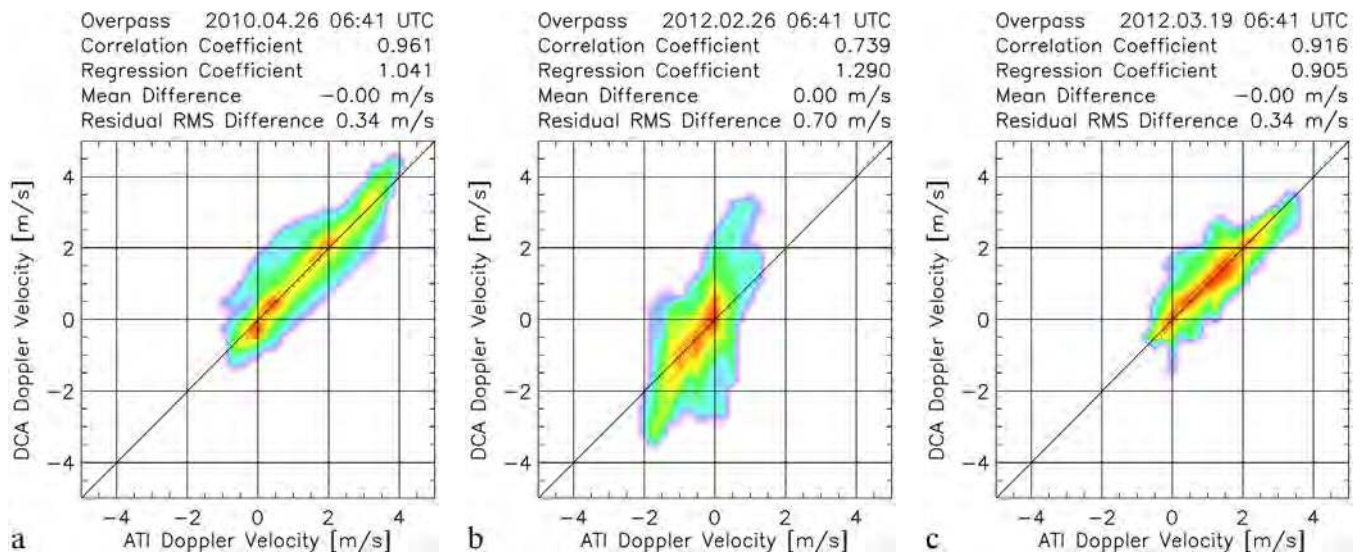 Overpass 2010.04.26 06:41 UTC
Correlation Coefficient 0.961
Regression Coefficient 1.041
Mean Difference −0.00 m/s
Residual RMS Difference 0.34 m/s
4
2
0
−2
−4
DCA Doppler Velocity [m/s]
−4 −2 0 2 4
ATI Doppler Velocity [m/s]
a
Overpass 2012.02.26 06:41 UTC
Correlation Coefficient 0.739
Regression Coefficient 1.290
Mean Difference 0.00 m/s
Residual RMS Difference 0.70 m/s
4
2
0
−2
−4
DCA Doppler Velocity [m/s]
−4 −2 0 2 4
ATI Doppler Velocity [m/s]
b
Overpass 2012.03.19 06:41 UTC
Correlation Coefficient 0.916
Regression Coefficient 0.905
Mean Difference −0.00 m/s
Residual RMS Difference 0.34 m/s
4
2
0
−2
−4
DCA Doppler Velocity [m/s]
−4 −2 0 2 4
ATI Doppler Velocity [m/s]
c